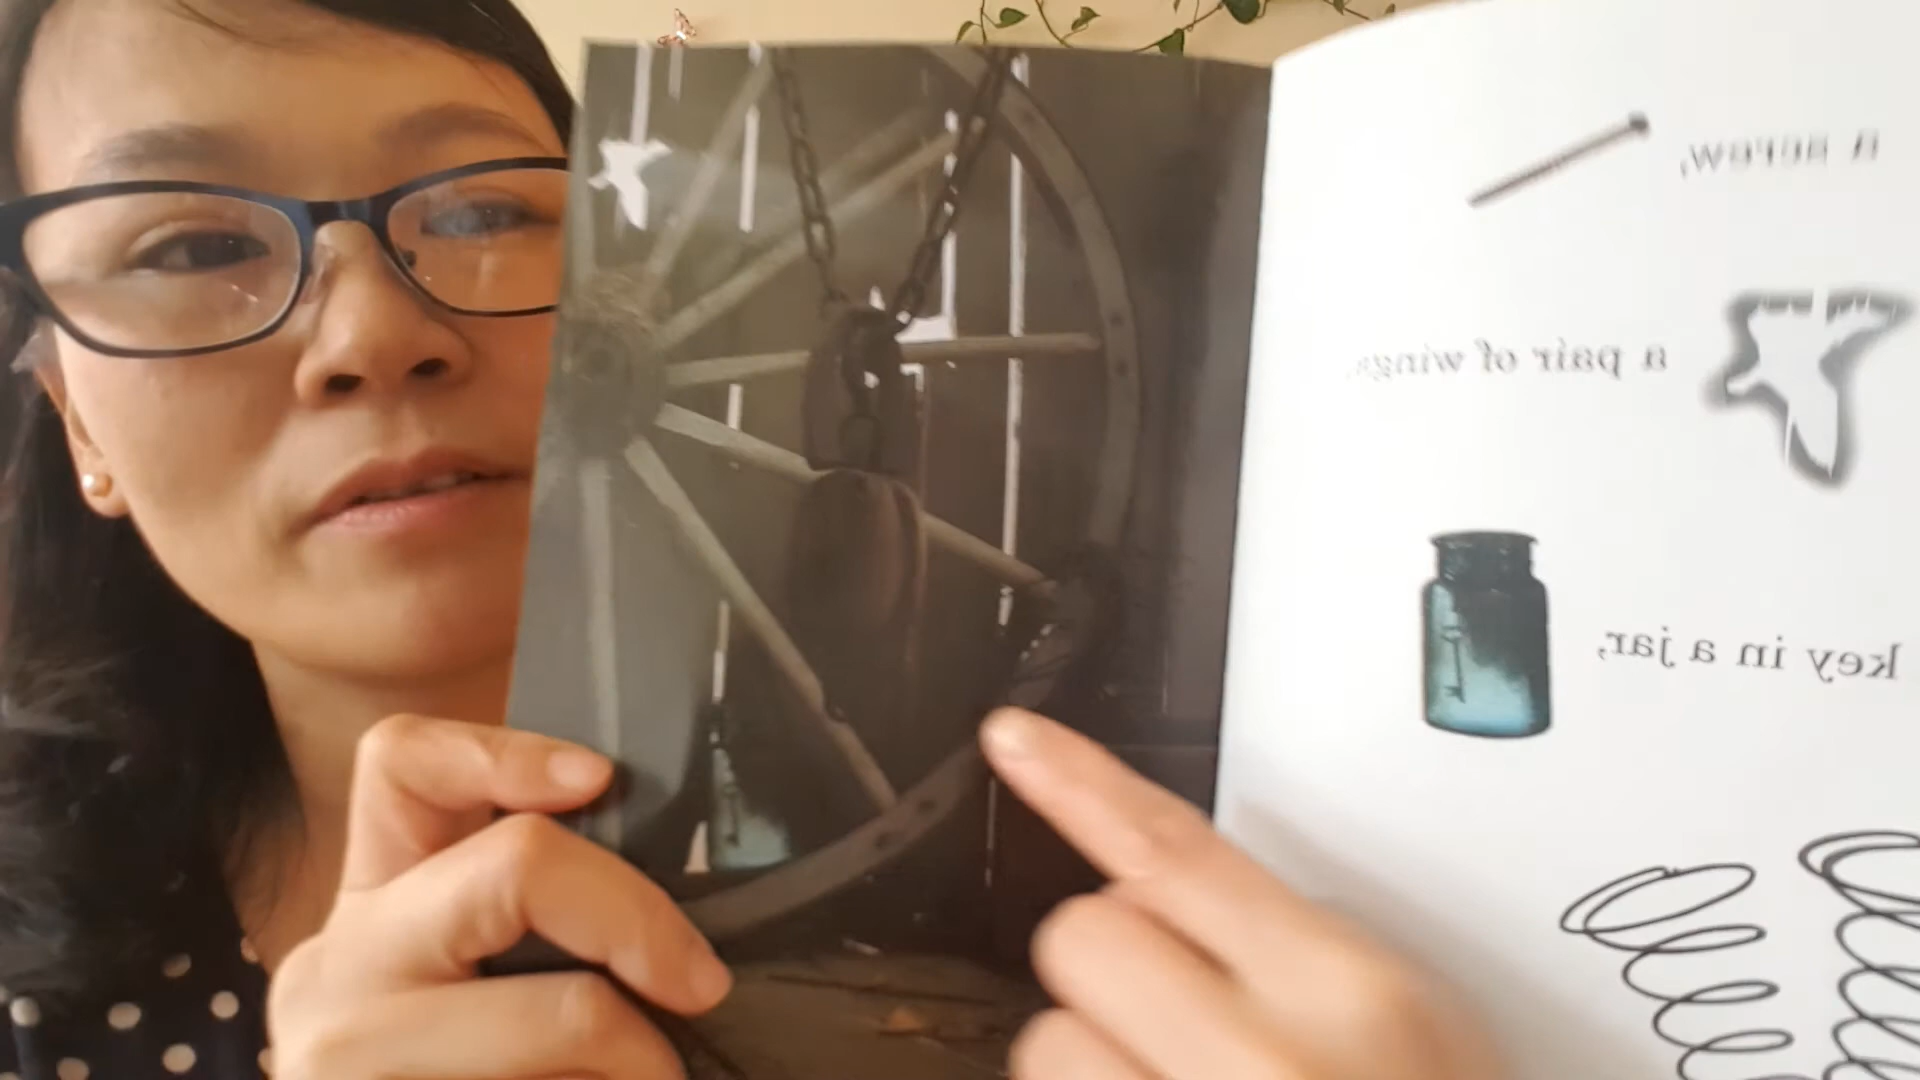 a screw,
a pair of wings,
key in a jar,